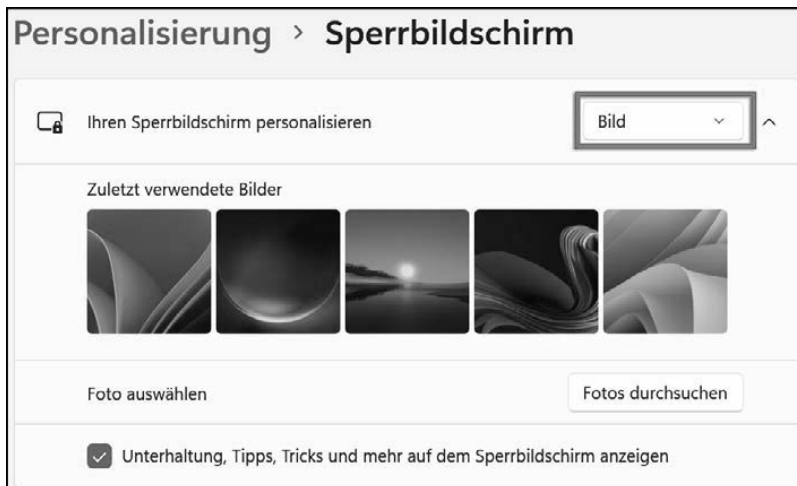 Personalisierung > Sperrbildschirm
Ihren Sperrbildschirm personalisieren Bild
Zuletzt verwendete Bilder
Foto auswählen Fotos durchsuchen
Unterhaltung, Tipps, Tricks und mehr auf dem Sperrbildschirm anzeigen